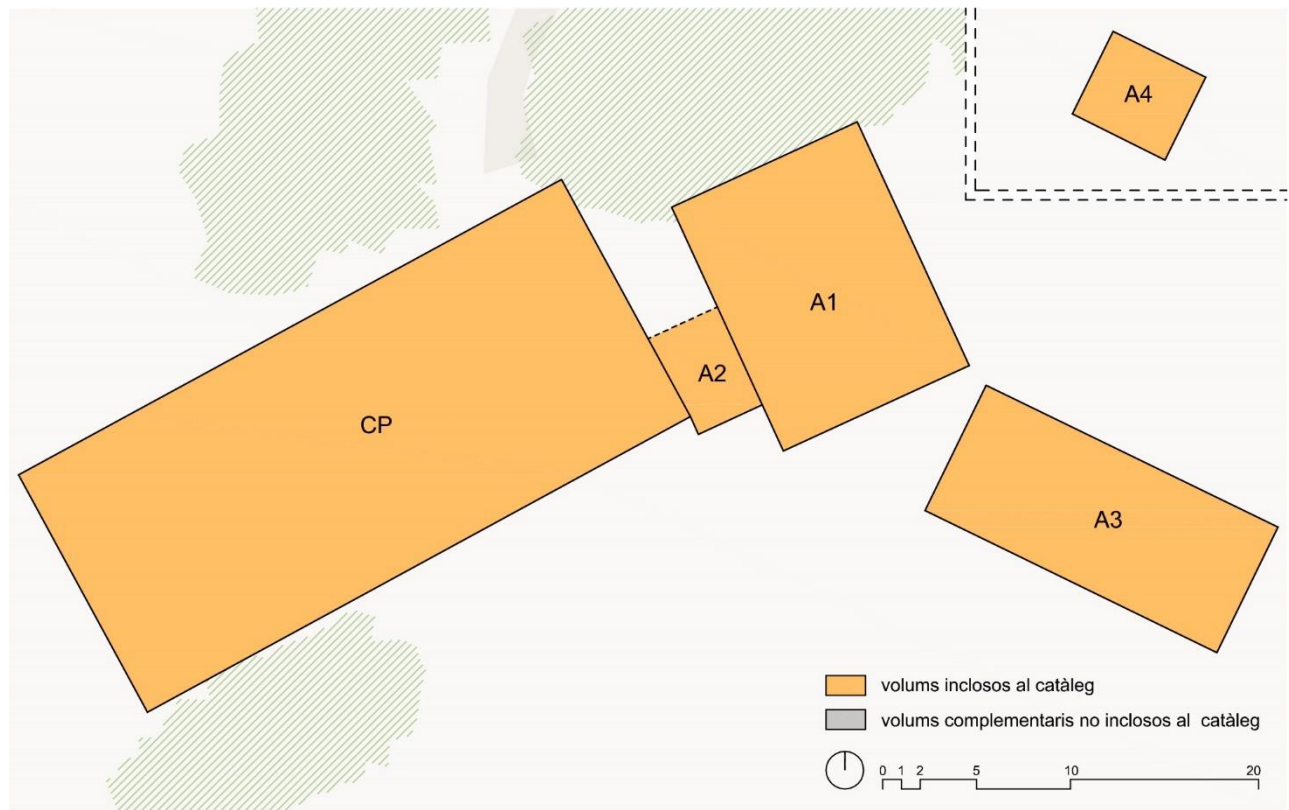 A4
A1
A2
CP
A3
volums inclosos al catàleg
volums complementaris no inclosos al catàleg
0 1 2 5 10 20